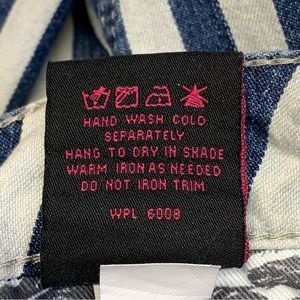 HAND WASH COLD
SEPARATELY
HANG TO DRY IN SHADE
WARM IRON AS NEEDED
DO NOT IRON TRIM
WPL 6008